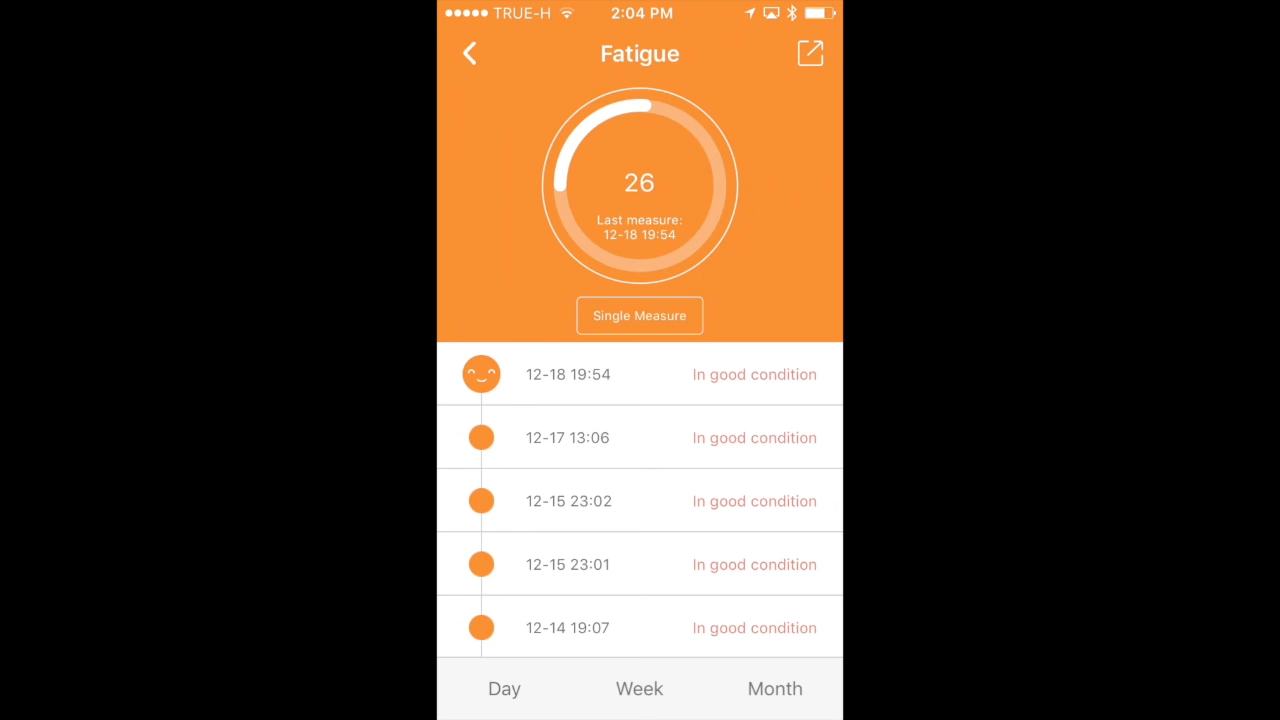 TRUE-H 2:04 PM
Fatigue
26
Last measure:
12-18 19:54
Single Measure
12-18 19:54 In good condition
12-17 13:06 In good condition
12-15 23:02 In good condition
12-15 23:01 In good condition
12-14 19:07 In good condition
Day Week Month